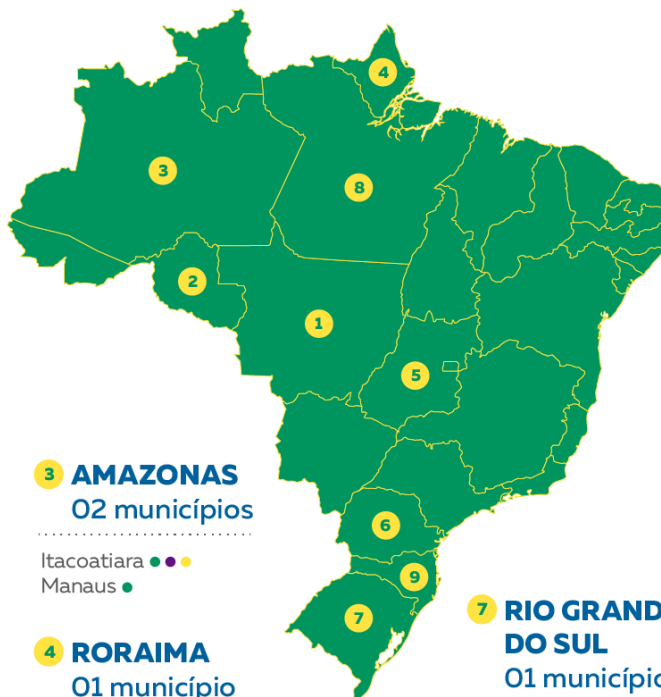 4
3
8
2
1
5
3 AMAZONAS
02 municípios
Itacoatiara
Manaus
6
9
7
4 RORAIMA
01 município
7 RIO GRAND
DO SUL
01 município